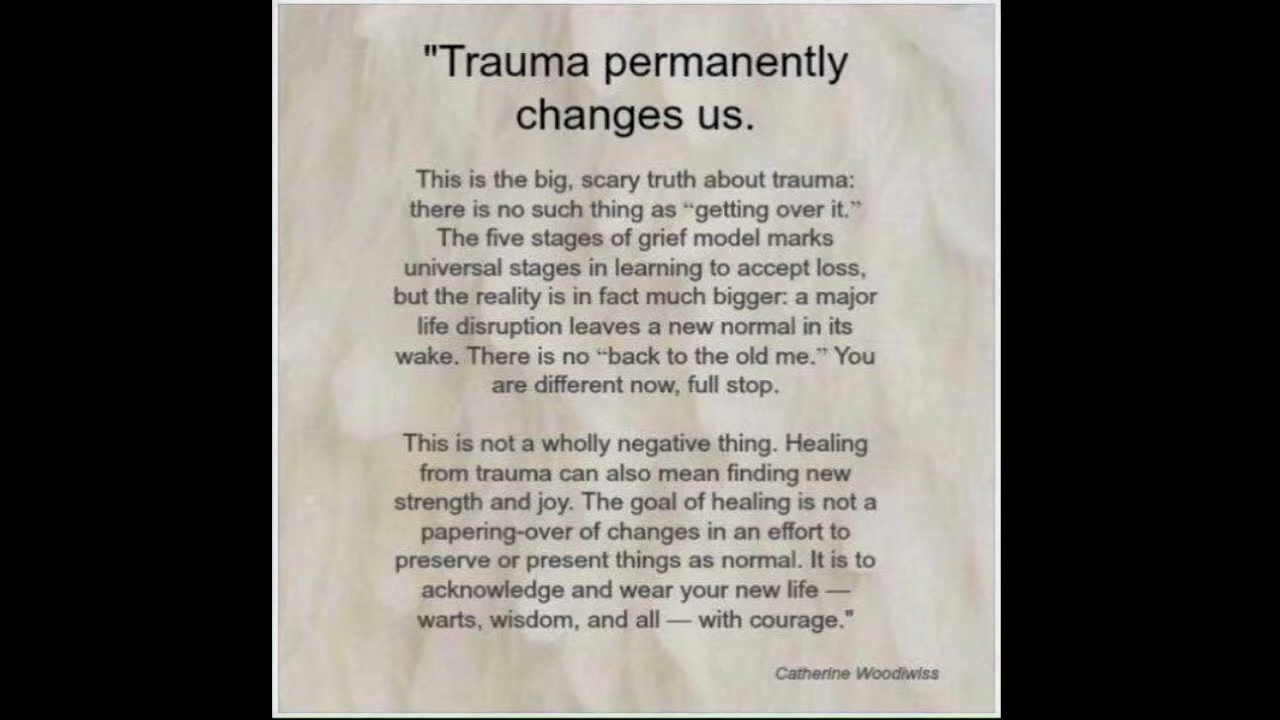 "Trauma permanently
changes us.
This is the big, scary truth about trauma:
there is no such thing as “getting over it.”
The five stages of grief model marks
universal stages in learning to accept loss,
but the reality is in fact much bigger: a major
life disruption leaves a new normal in its
wake. There is no “back to the old me.” You
are different now, full stop.
This is not a wholly negative thing. Healing
from trauma can also mean finding new
strength and joy. The goal of healing is not a
papering-over of changes in an effort to
preserve or present things as normal. It is to
acknowledge and wear your new life —
warts, wisdom, and all — with courage."
Catherine Woodiwiss